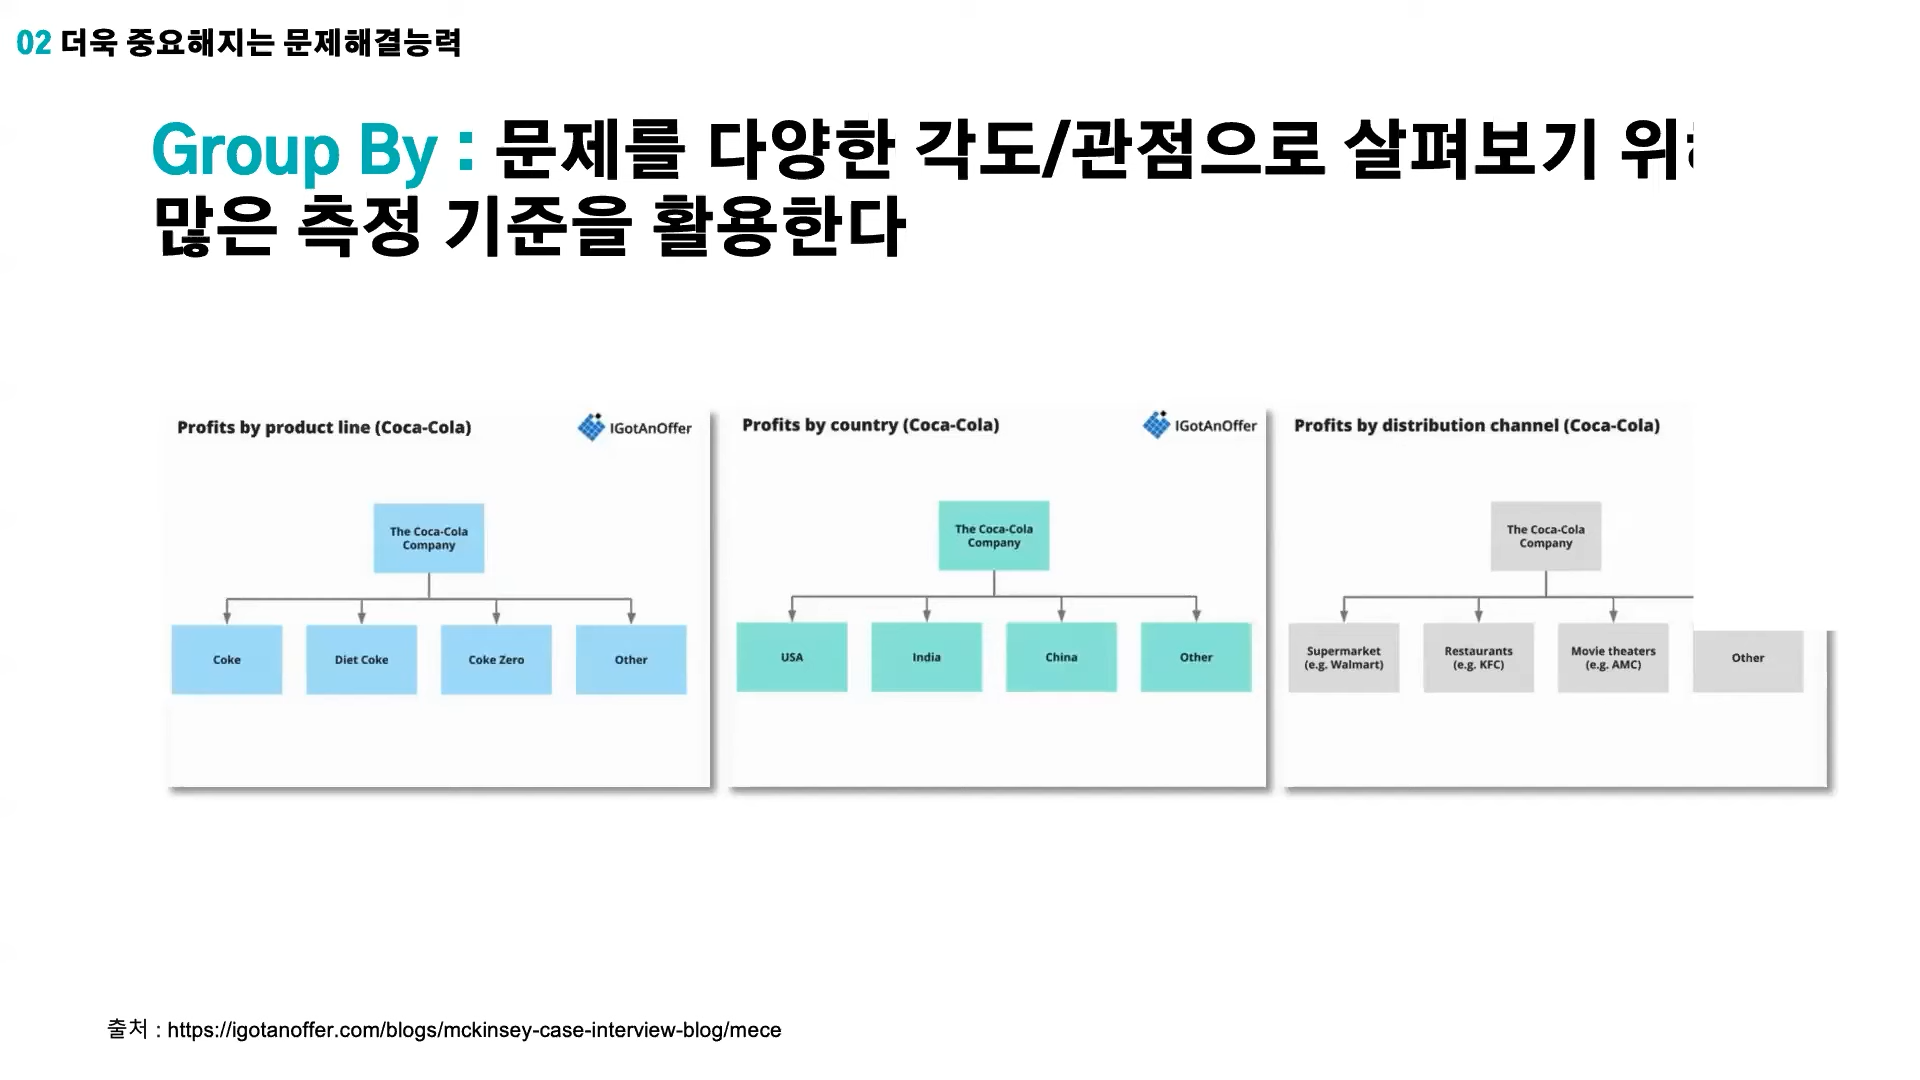 02 더욱 중요해지는 문제해결능력
Group By : 문제를 다양한 각도/관점으로 살펴보기
많은 측정 기준을 활용한다
Profits by product line (Coca-Cola)
IGotAnOffer
The Coca-Cola
Company
Coke
Diet Coke
Coke Zero
Other
Profits by country (Coca-Cola)
IGotAnOffer
The Coca-Cola
Company
USA
India
China
Other
Profits by distribution channel (Coca-Cola)
The Coca-Cola
Company
Supermarket
(e.g. Walmart)
Restaurants
(e.g. KFC)
Movie theaters
(e.g. AMC)
Other
출처 : https://igotanoffer.com/blogs/mckinsey-case-interview-blog/mece